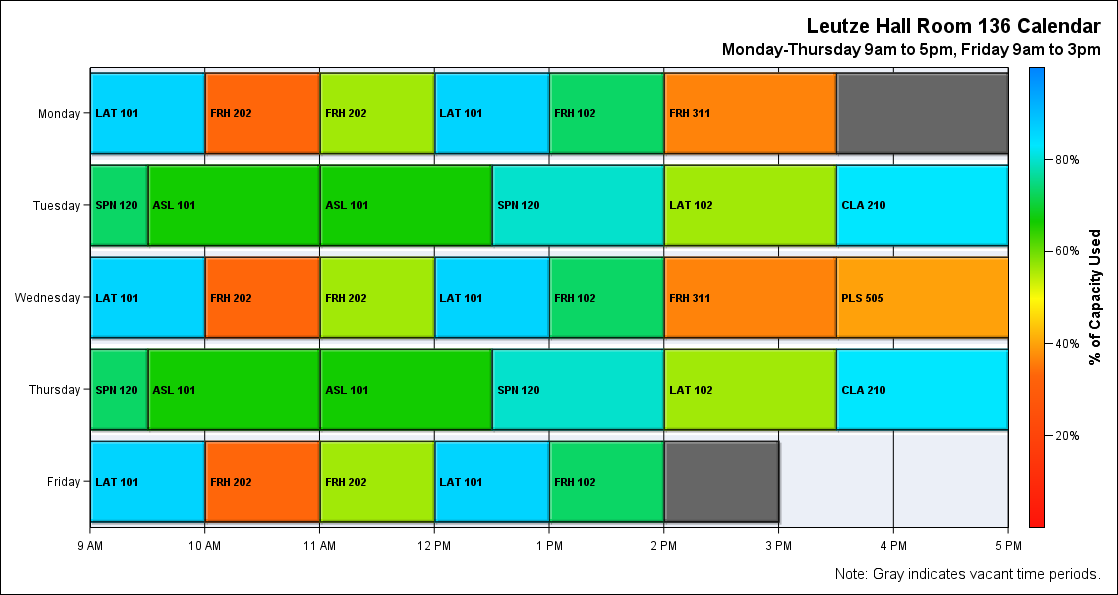 Leutze Hall Room 136 Calendar
Monday-Thursday 9am to 5pm, Friday 9am to 3pm
Monday LAT 101 FRH 202 FRH 202 LAT 101 FRH 102 FRH 311
Tuesday SPN 120 ASL 101 ASL 101 SPN 120 LAT 102 CLA 210
Wednesday LAT 101 FRH 202 FRH 202 LAT 101 FRH 102 FRH 311 PLS 505
Thursday SPN 120 ASL 101 ASL 101 SPN 120 LAT 102 CLA 210
Friday LAT 101 FRH 202 FRH 202 LAT 101 FRH 102
9 AM 10 AM 11 AM 12 PM 1 PM 2 PM 3 PM 4 PM 5 PM
80%
60%
40%
20%
% of Capacity Used
Note: Gray indicates vacant time periods.